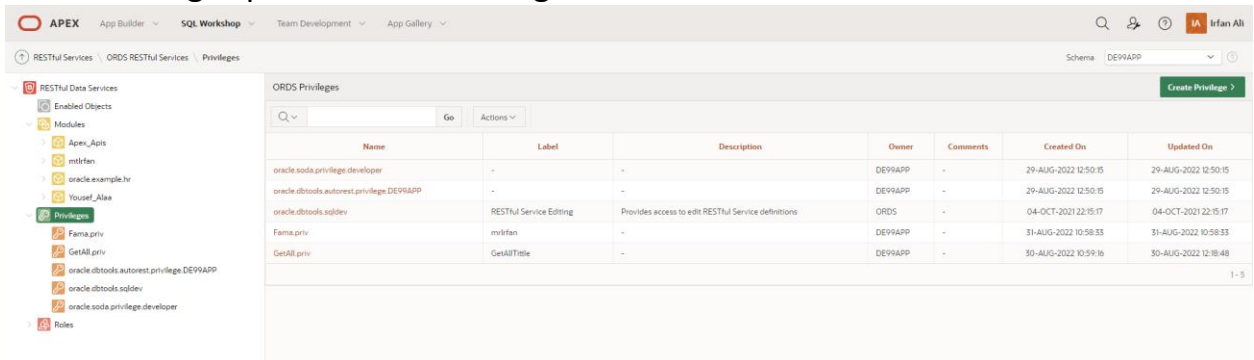 APEX App Builder SQL Workshop Team Development App Gallery IA Irfan Ali
RESTful Services \ ORDS RESTful Services \ Privileges Schema DE99APP
RESTful Data Services
Enabled Objects
Modules
Apex_Apis
mtIrfan
oracle.example.hr
Yousef_Alaa
Privileges
Fama.priv
GetAll.priv
oracle.dbtools.autorest.privilege.DE99APP
oracle.dbtools.sqldev
oracle.soda.privilege.developer
Roles
ORDS Privileges Create Privilege >
Go Actions
Name Label Description Owner Comments Created On Updated On
oracle.soda.privilege.developer - - DE99APP - 29-AUG-2022 12:50:15 29-AUG-2022 12:50:15
oracle.dbtools.autorest.privilege.DE99APP - - DE99APP - 29-AUG-2022 12:50:15 29-AUG-2022 12:50:15
oracle.dbtools.sqldev RESTful Service Editing Provides access to edit RESTful Service definitions ORDS - 04-OCT-2021 22:15:17 04-OCT-2021 22:15:17
Fama.priv mvIrfan - DE99APP - 31-AUG-2022 10:58:33 31-AUG-2022 10:58:33
GetAll.priv GetAllTittle - DE99APP - 30-AUG-2022 10:59:16 30-AUG-2022 12:18:48
1 - 5